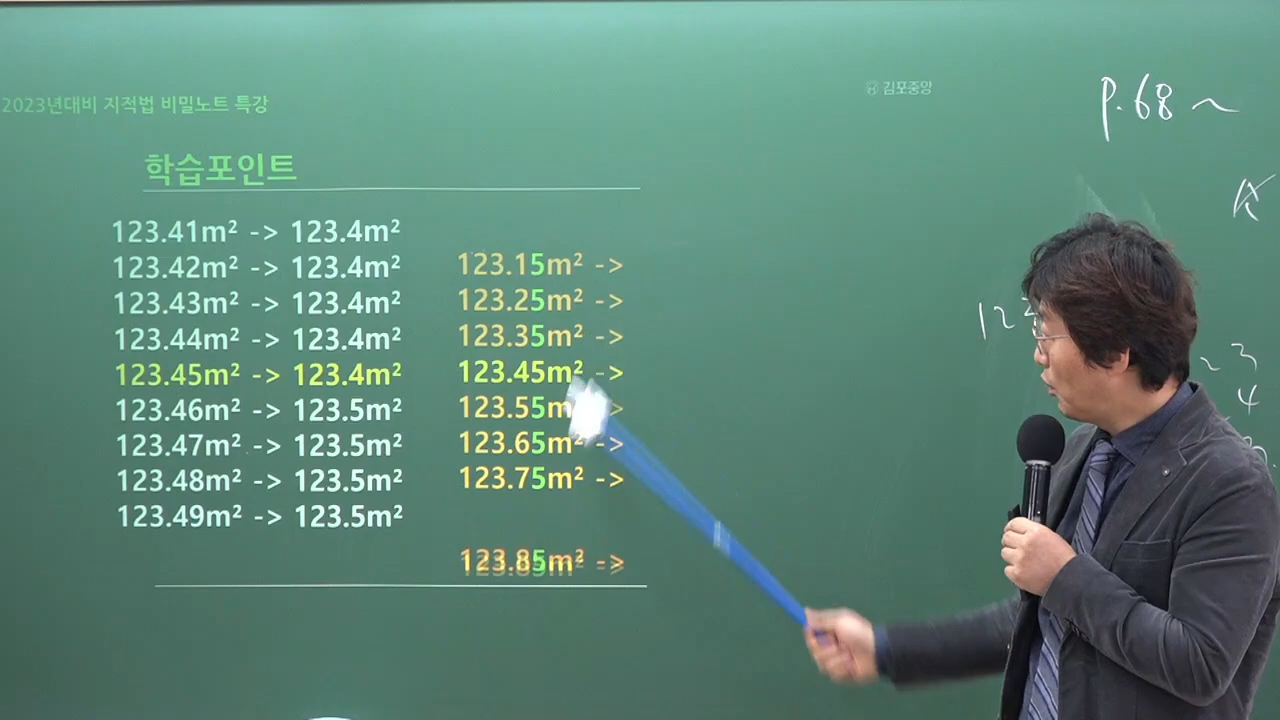 2023년대비 지적법 비밀노트 특강
김포중앙
P.68 ~
학습포인트
123.41m² -> 123.4m²
123.42m² -> 123.4m²
123.43m² -> 123.4m²
123.44m² -> 123.4m²
123.45m² -> 123.4m²
123.46m² -> 123.5m²
123.47m² -> 123.5m²
123.48m² -> 123.5m²
123.49m² -> 123.5m²
123.15m² ->
123.25m² ->
123.35m² ->
123.45m² ->
123.55m ->
123.65m² ->
123.75m² ->
123.85m² ->
12
~3
4